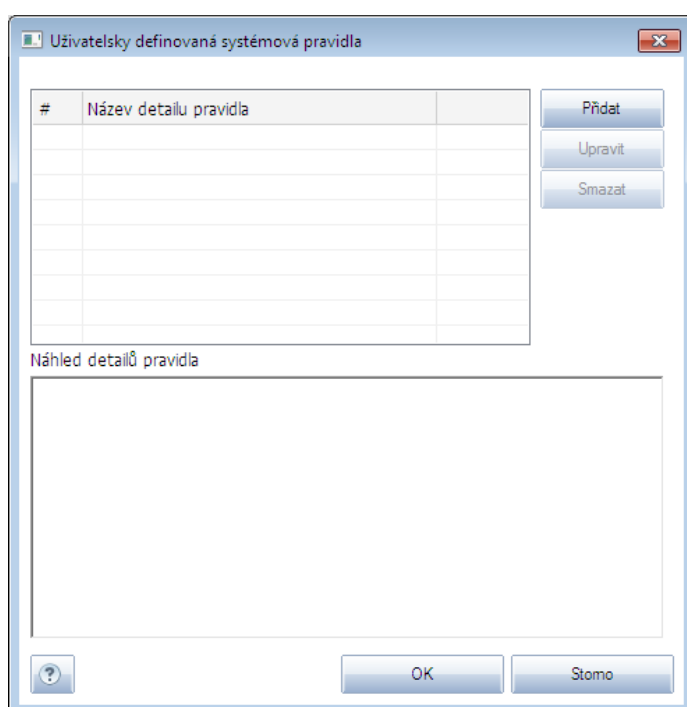 Uživatelsky definovaná systémová pravidla
# Název detailu pravidla
Přidat
Upravit
Smazat
Náhled detailů pravidla
?
OK
Storno